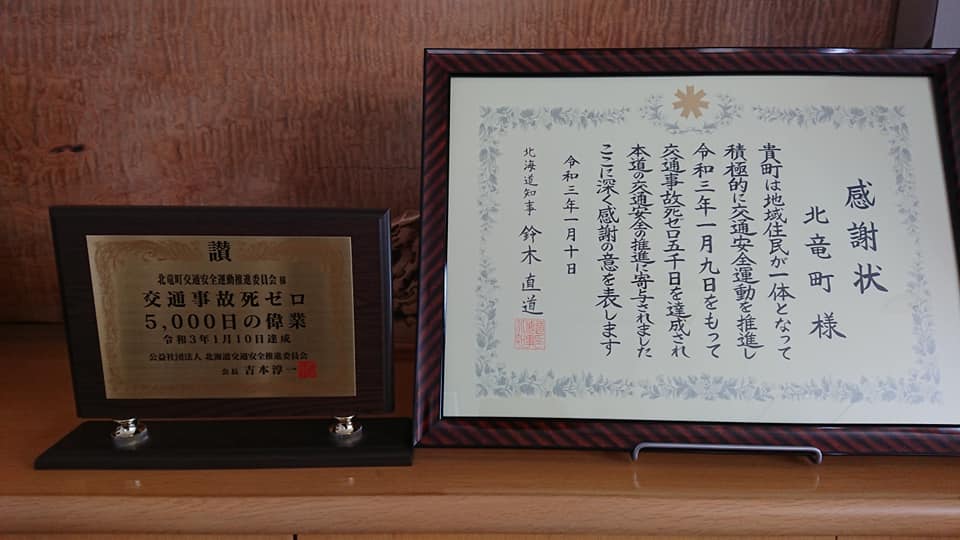 讃
北竜町交通安全運動推進委員会 様
交通事故死ゼロ
5,000日の偉業
令和3年1月10日達成
公益社団法人 北海道交通安全推進委員会
会長 吉本淳一
感謝状
北竜町 様
貴町は地域住民が一体となって
積極的に交通安全運動を推進し
令和三年一月九日をもって
交通事故死ゼロ五千日を達成され
本道の交通安全の推進に寄与されました
ここに深く感謝の意を表します
令和三年一月十日
北海道知事 鈴木直道